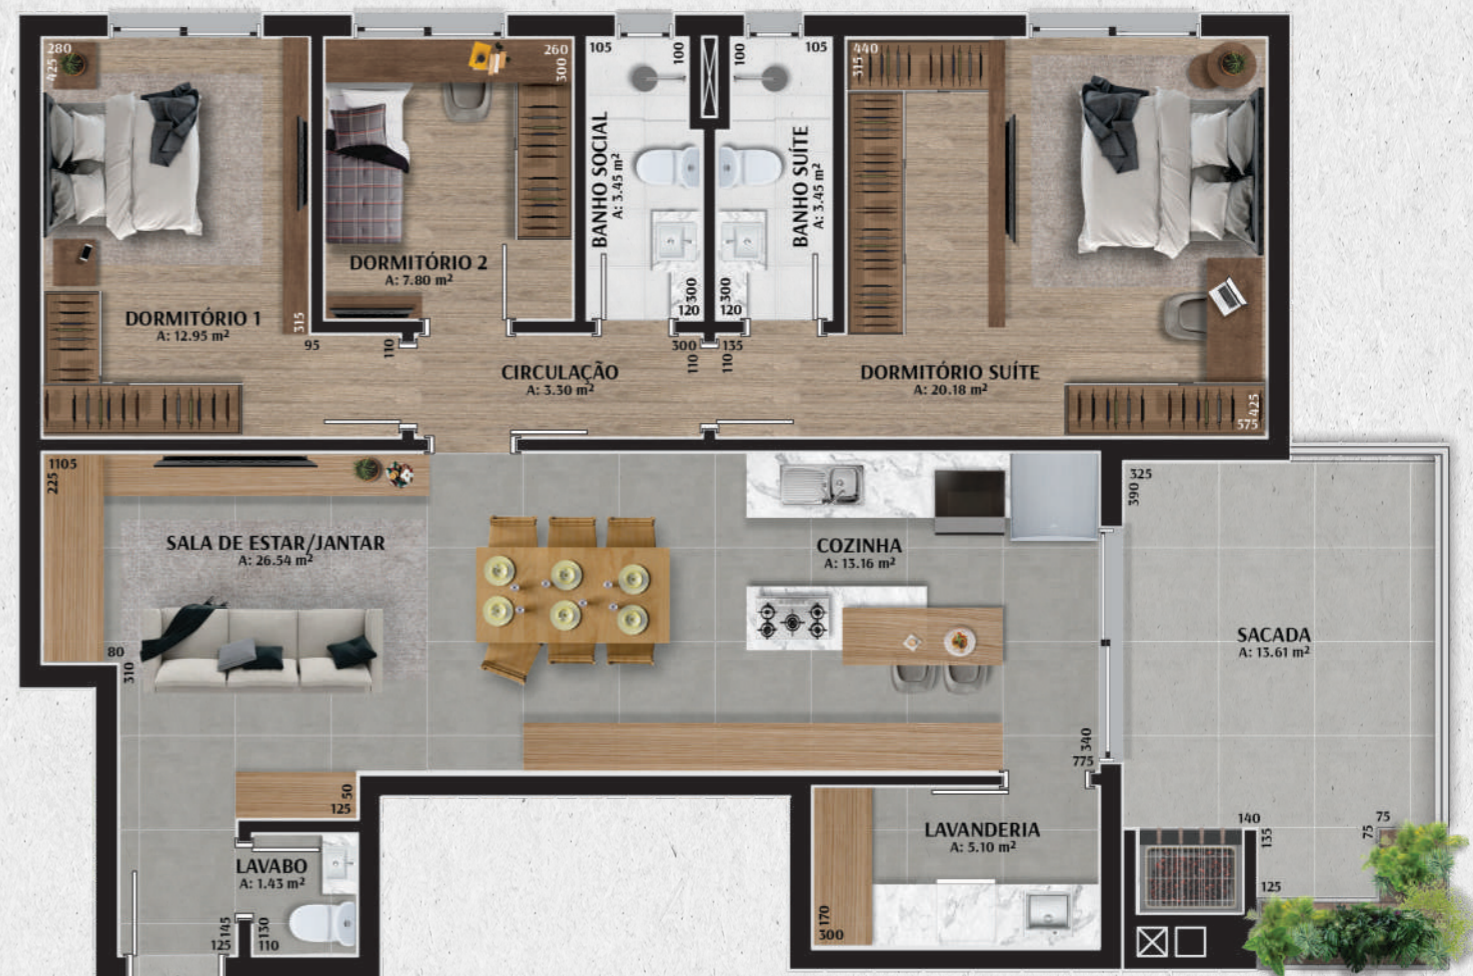 280
425
260
300
105
100
100
105
440
315
BANHO SOCIAL
A: 3.45 m²
BANHO SUÍTE
A: 3.45 m²
DORMITÓRIO 2
A: 7.80 m²
300
120
300
120
DORMITÓRIO 1
A: 12.95 m²
315
95
110
300
110
135
110
CIRCULAÇÃO
A: 3.30 m²
DORMITÓRIO SUÍTE
A: 20.18 m²
425
575
1105
225
325
390
SALA DE ESTAR/JANTAR
A: 26.54 m²
COZINHA
A: 13.16 m²
SACADA
A: 13.61 m²
80
310
340
775
50
125
140
135
75
75
LAVANDERIA
A: 5.10 m²
LAVABO
A: 1.43 m²
125
170
300
145
125
130
110